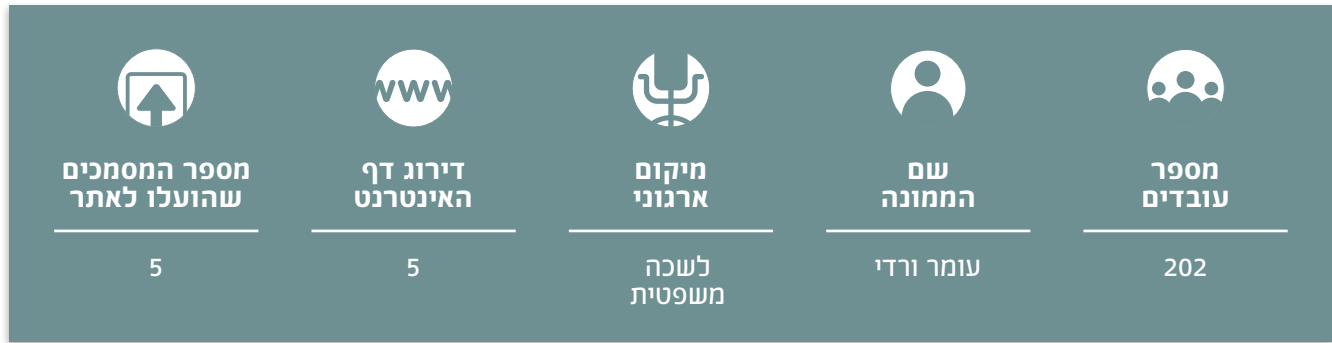 מספר
עובדים
202
שם
הממונה
עומר ורדי
מיקום
ארגוני
לשכה
משפטית
www
דירוג דף
האינטרנט
5
מספר המסמכים
שהועלו לאתר
5